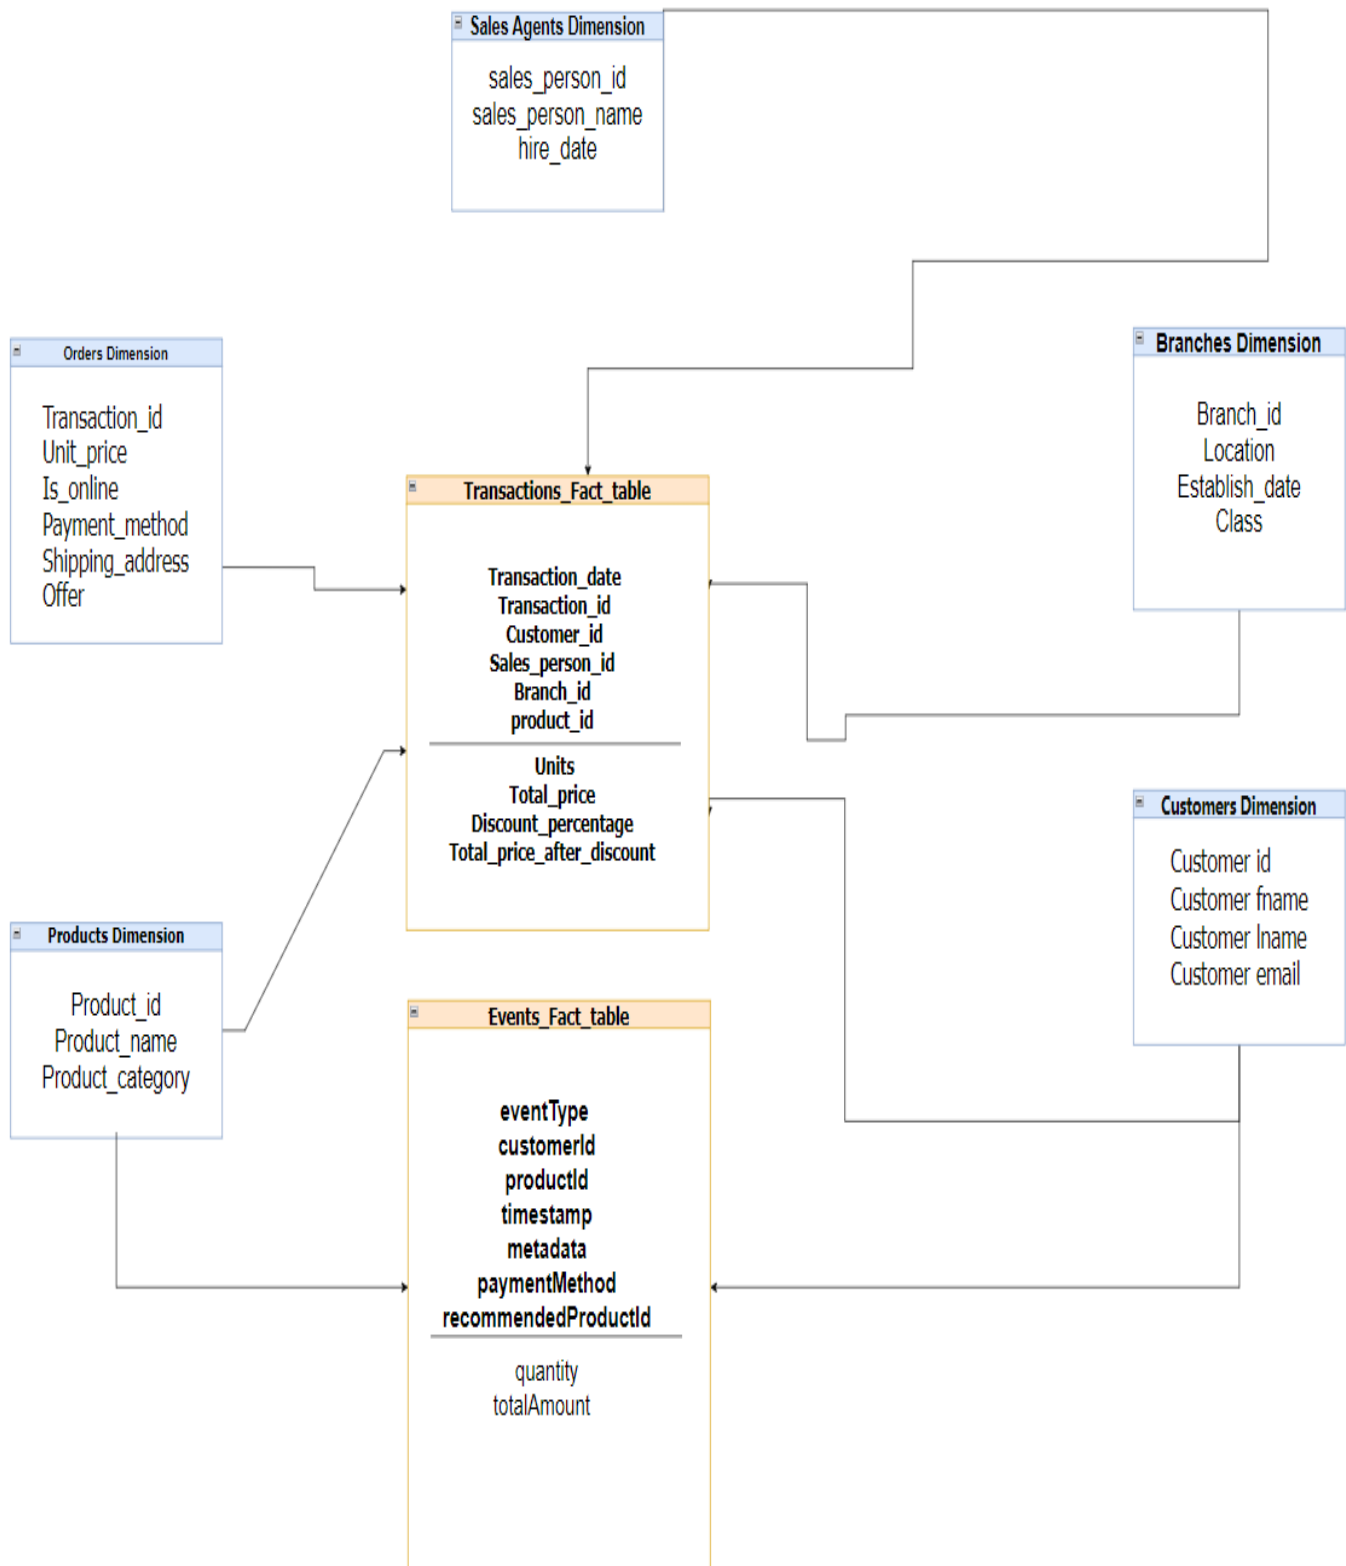 Sales Agents Dimension
sales_person_id
sales_person_name
hire_date
Orders Dimension
Transaction_id
Unit_price
Is_online
Payment_method
Shipping_address
Offer
Branches Dimension
Branch_id
Location
Establish_date
Class
Transactions_Fact_table
Transaction_date
Transaction_id
Customer_id
Sales_person_id
Branch_id
product_id
Units
Total_price
Discount_percentage
Total_price_after_discount
Customers Dimension
Customer id
Customer fname
Customer lname
Customer email
Products Dimension
Product_id
Product_name
Product_category
Events_Fact_table
eventType
customerId
productId
timestamp
metadata
paymentMethod
recommendedProductId
quantity
totalAmount